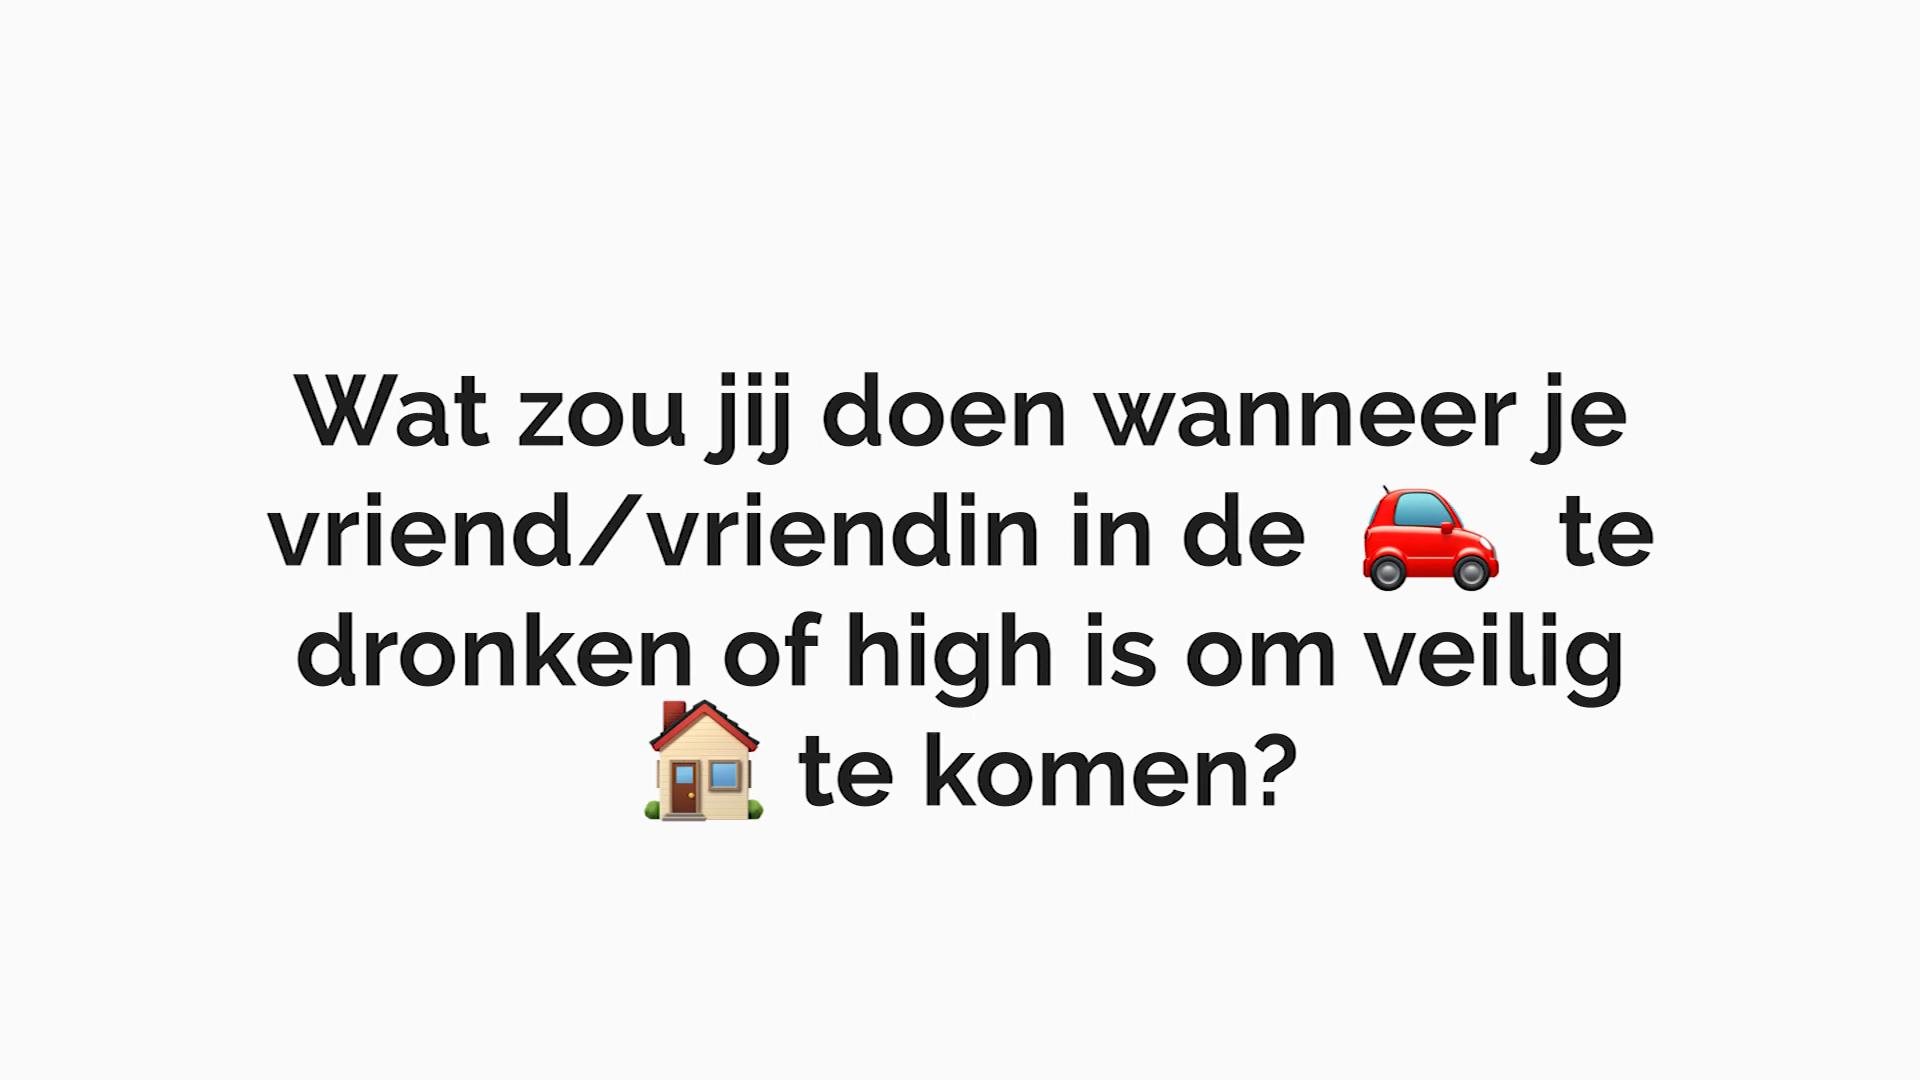 Wat zou jij doen wanneer je
vriend/vriendin in de 🚗 te
dronken of high is om veilig
🏠 te komen?